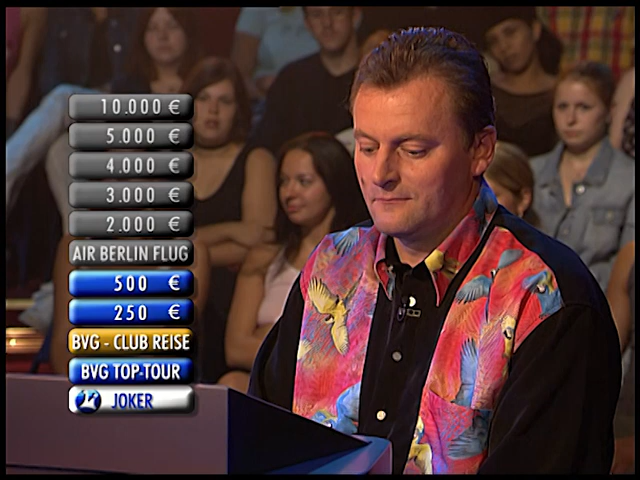 10.000 €
5.000 €
4.000 €
3.000 €
2.000 €
AIR BERLIN FLUG
500 €
250 €
BVG - CLUB REISE
BVG TOP-TOUR
JOKER